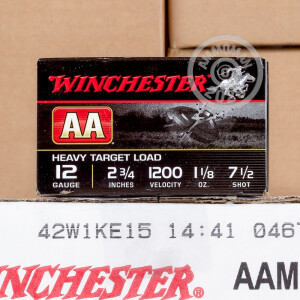 WINCHESTER
AA
HEAVY TARGET LOAD
12 2 3/4 1200 1 1/8 7 1/2
GAUGE INCHES VELOCITY OZ. SHOT
42W1KE15 14:41 046
WINCHESTER® AAM